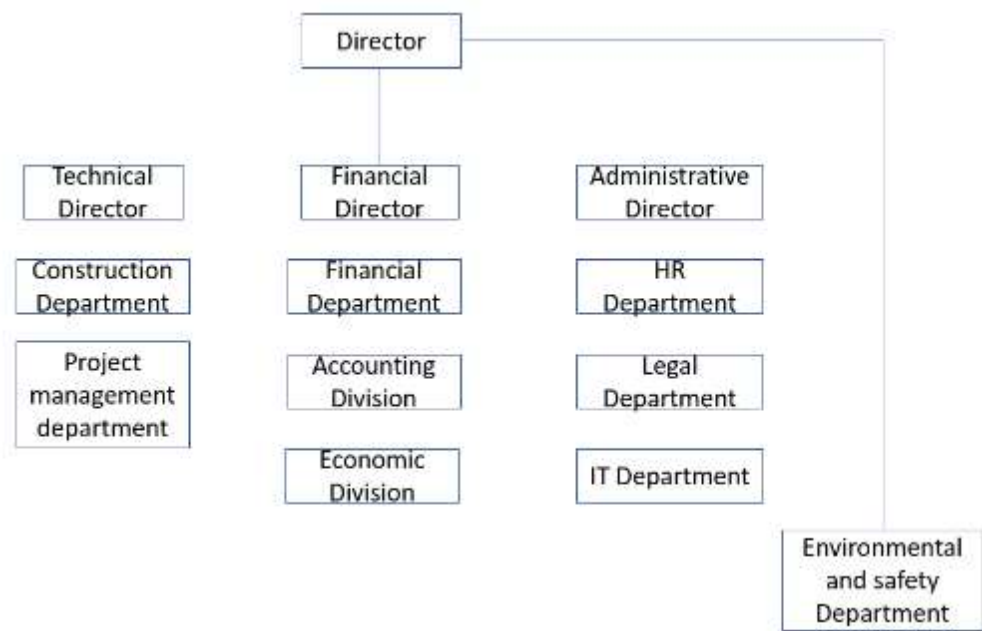 Director
Technical
Director
Financial
Director
Administrative
Director
Construction
Department
Financial
Department
HR
Department
Project
management
department
Accounting
Division
Legal
Department
Economic
Division
IT Department
Environmental
and safety
Department